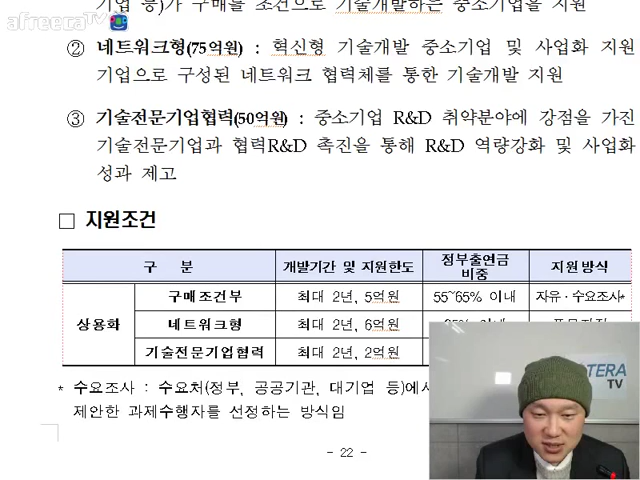 afreecaTV
기업 등)가 구매를 조건으로 기술개발하는 중소기업을 지원
② 네트워크형(75억원) : 혁신형 기술개발 중소기업 및 사업화 지원
기업으로 구성된 네트워크 협력체를 통한 기술개발 지원
③ 기술전문기업협력(50억원) : 중소기업 R&D 취약분야에 강점을 가진
기술전문기업과 협력R&D 촉진을 통해 R&D 역량강화 및 사업화
성과 제고
□ 지원조건
구 분 개발기간 및 지원한도 정부출연금 비중 지원방식
상용화 구매조건부 최대 2년, 5억원 55~65% 이내 자유·수요조사*
네트워크형 최대 2년, 6억원
기술전문기업협력 최대 2년, 2억원
* 수요조사 : 수요처(정부, 공공기관, 대기업 등)에서
제안한 과제수행자를 선정하는 방식임
TERA
TV
- 22 -